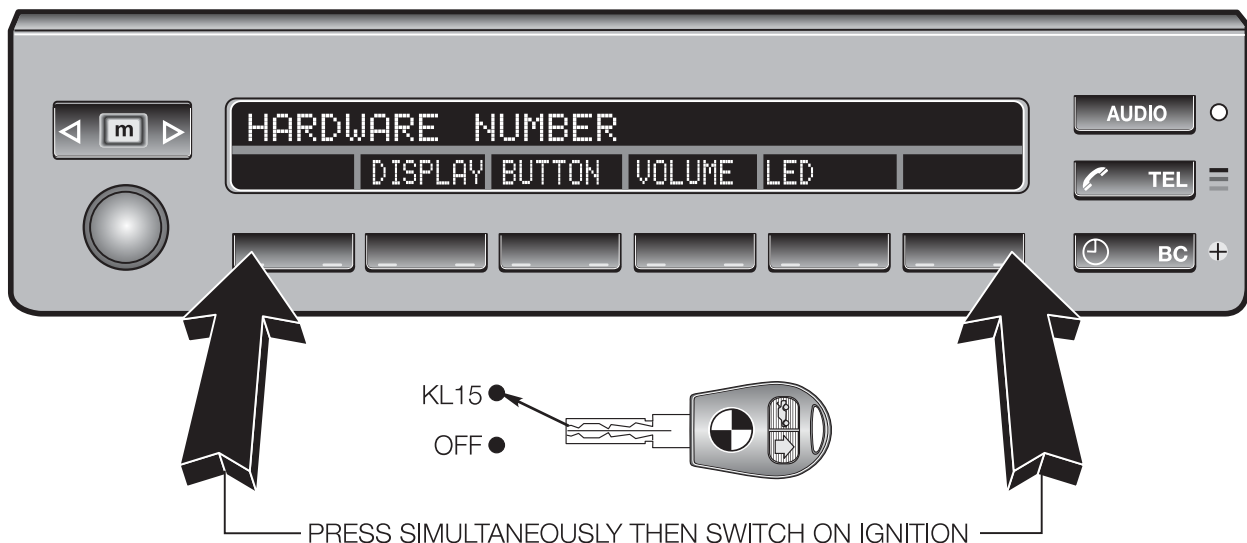 m
HARDWARE NUMBER
DISPLAY BUTTON VOLUME LED
AUDIO
TEL
BC
KL15
OFF
PRESS SIMULTANEOUSLY THEN SWITCH ON IGNITION